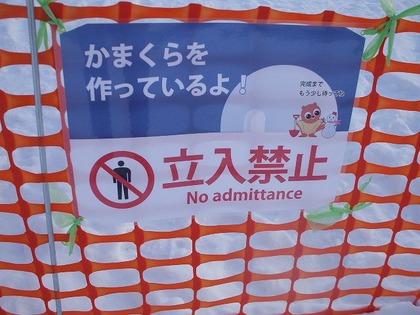 かまくらを
作っているよ！
完成まで
もう少し待ってね
立入禁止
No admittance